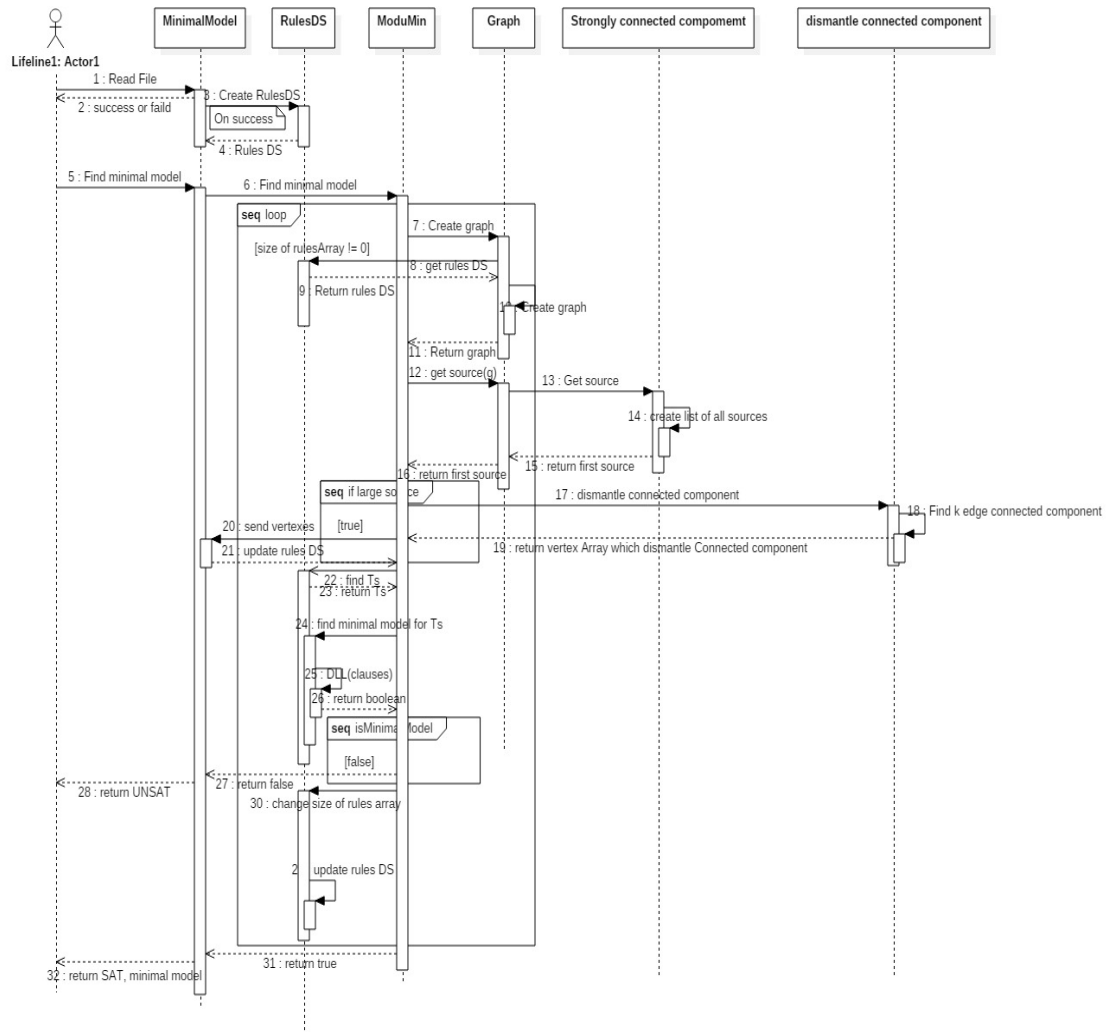 MinimalModel
RulesDS
ModuMin
Graph
Strongly connected compomemt
dismantle connected component
Lifeline1: Actor1
1 : Read File
2 : success or faild
3 : Create RulesDS
On success
4 : Rules DS
5 : Find minimal model
6 : Find minimal model
seq loop
7 : Create graph
[size of rulesArray != 0]
8 : get rules DS
9 : Return rules DS
10 : Create graph
11 : Return graph
12 : get source(g)
13 : Get source
14 : create list of all sources
15 : return first source
16 : return first source
seq if large source
17 : dismantle connected component
18 : Find k edge connected component
[true]
19 : return vertex Array which dismantle Connected component
20 : send vertexes
21 : update rules DS
22 : find Ts
23 : return Ts
24 : find minimal model for Ts
25 : DLL(clauses)
26 : return boolean
seq isMinimalModel
[false]
27 : return false
28 : return UNSAT
30 : change size of rules array
2 update rules DS
31 : return true
32 : return SAT, minimal model